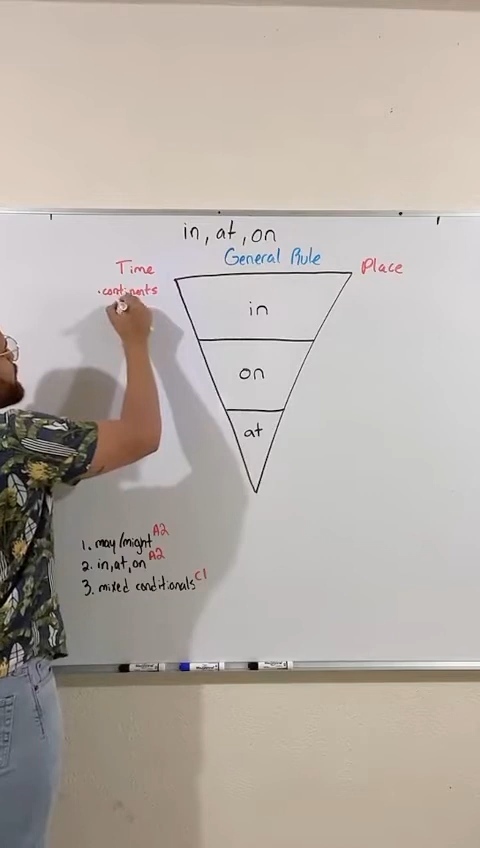 in, at, on
General Rule
Time
Place
·continents
in
on
at
1. may/might A2
2. in, at, on A2
3. mixed conditionals C1